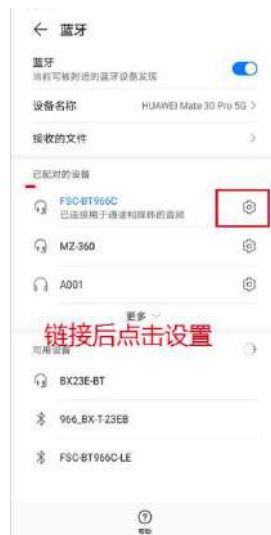 ← 蓝牙
蓝牙
当前可被附近的蓝牙设备发现
设备名称 HUAWEI Mate 30 Pro 5G >
接收的文件 >
已配对的设备
FSC-BT966C
已连接用于通话和媒体的音频
MZ-360
A001
更多
链接后点击设置
可用设备
BX23E-BT
966_BX-T-23EB
FSC-BT966C-LE
帮助